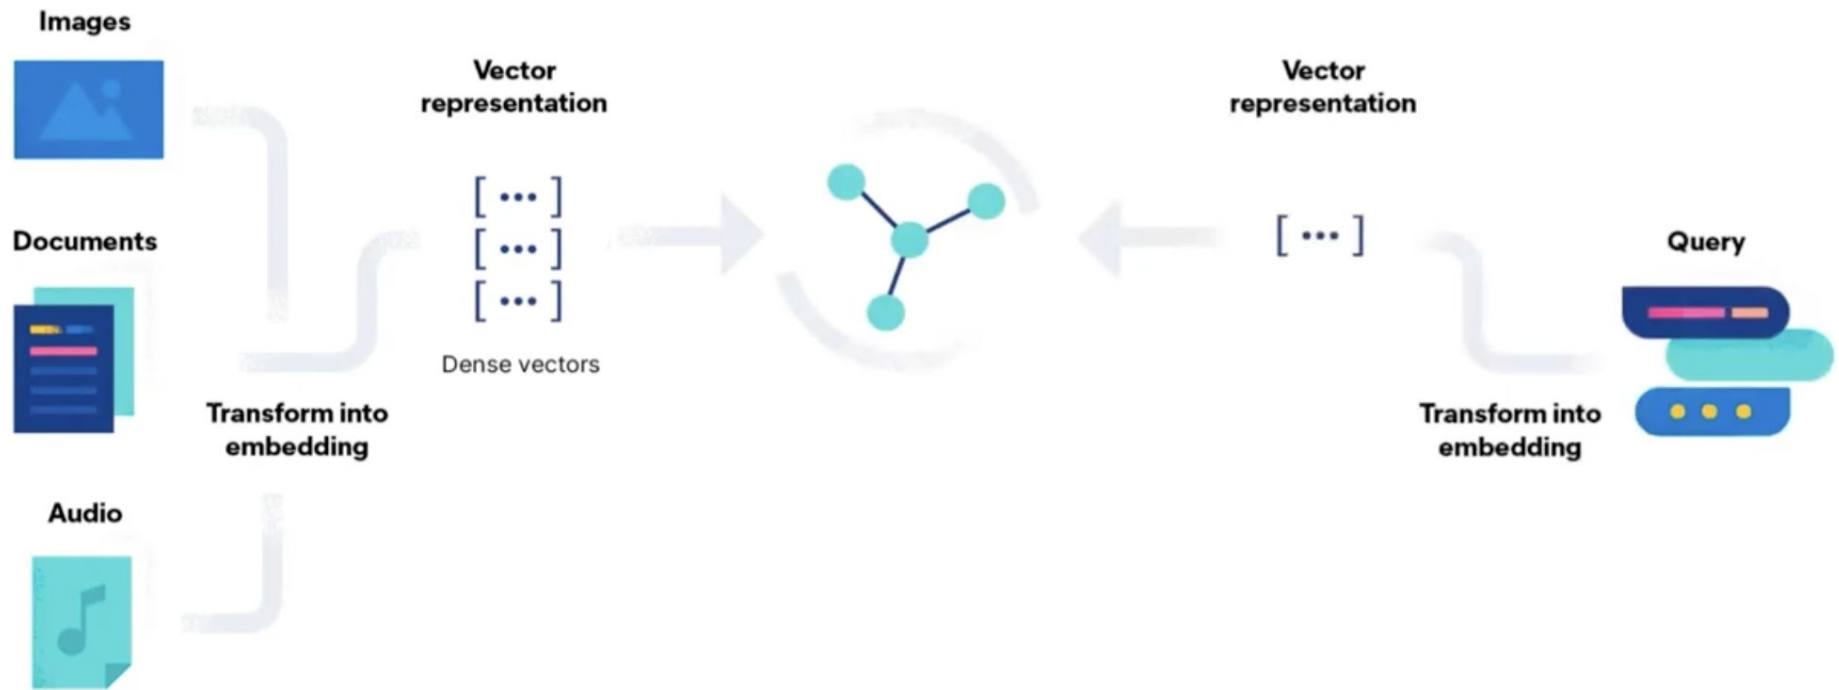 Images
Documents
Audio
Transform into
embedding
Vector
representation
[ ••• ]
[ ••• ]
[ ••• ]
Dense vectors
Vector
representation
[ ••• ]
Transform into
embedding
Query